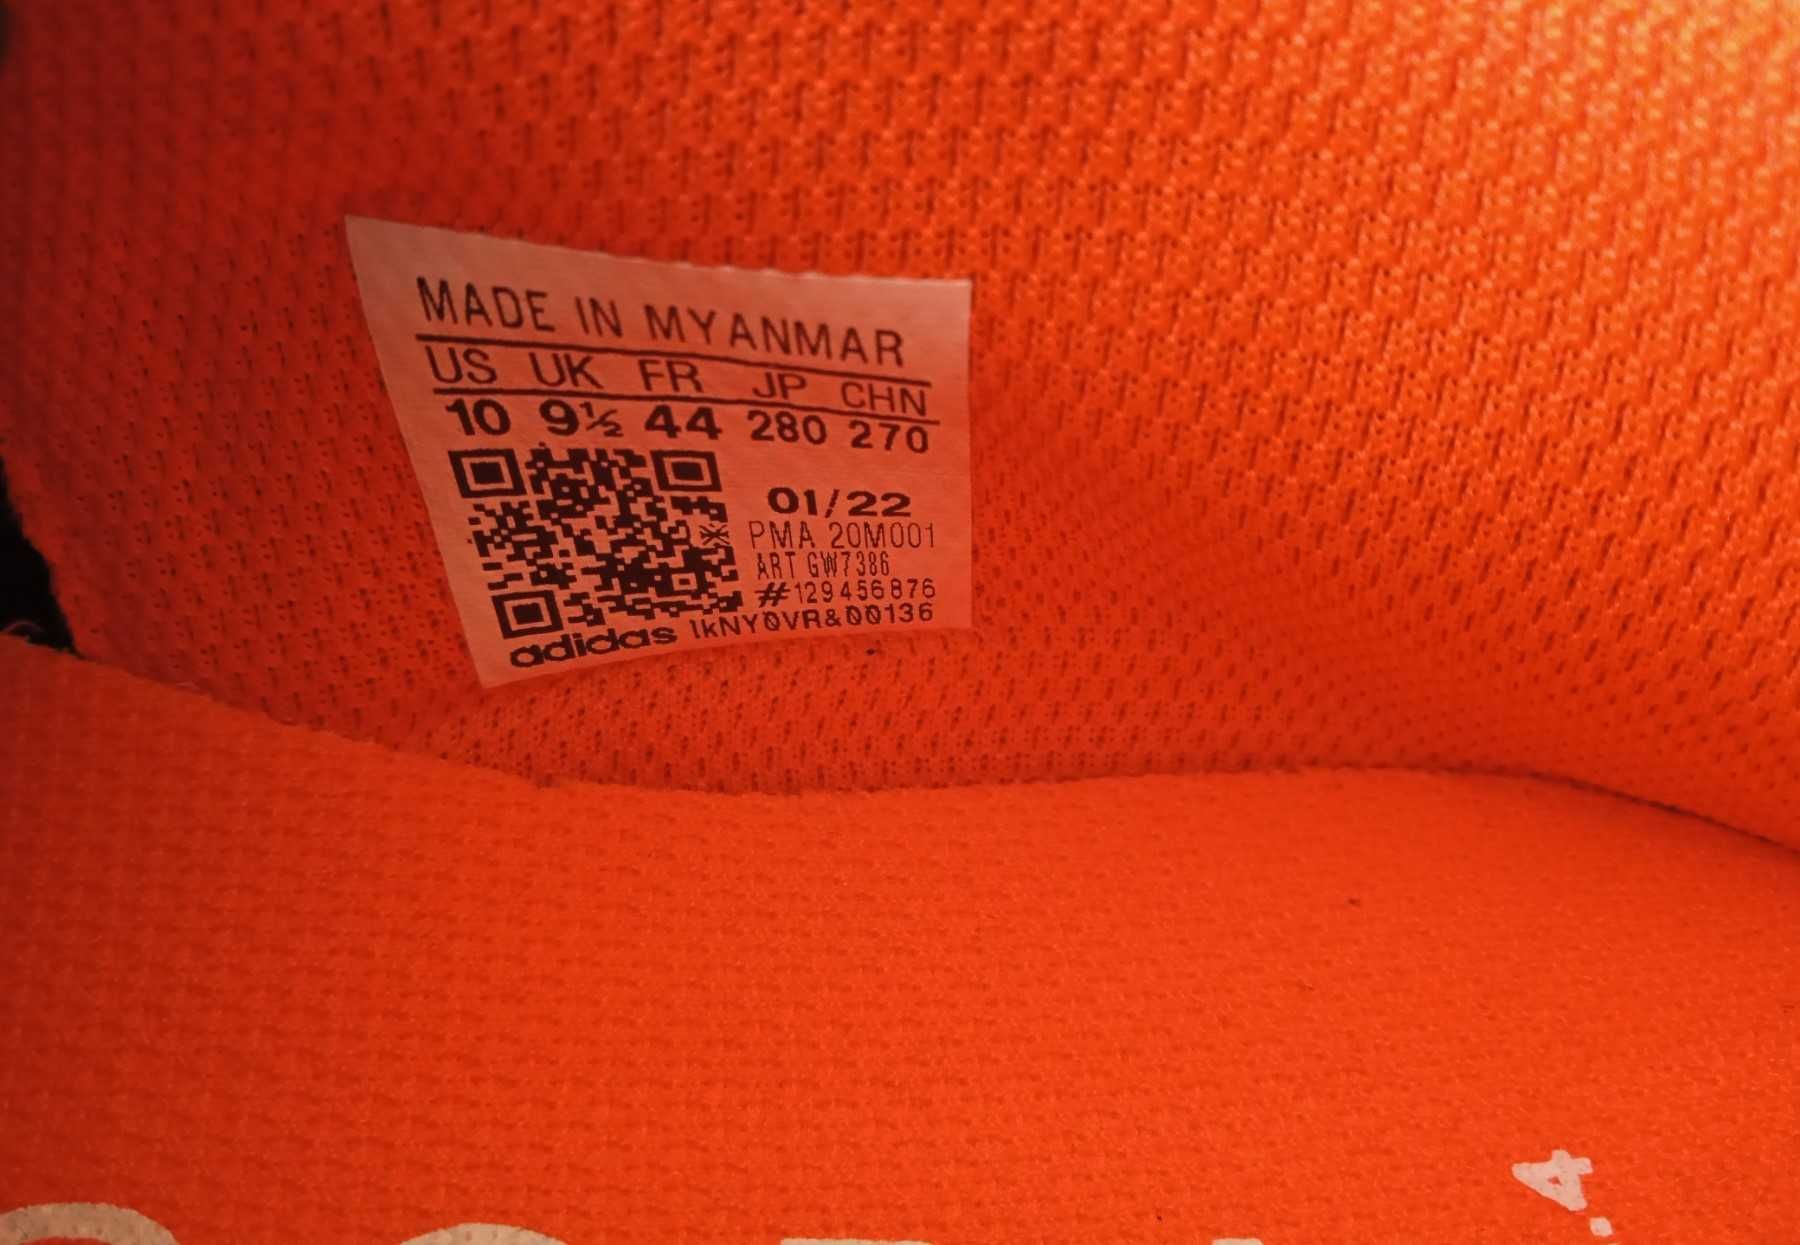 MADE IN MYANMAR
US UK FR JP CHN
10 9½ 44 280 270
01/22
PMA 20M001
ART GW7386
#129456876
adidas 1KNY0VR&00136
4